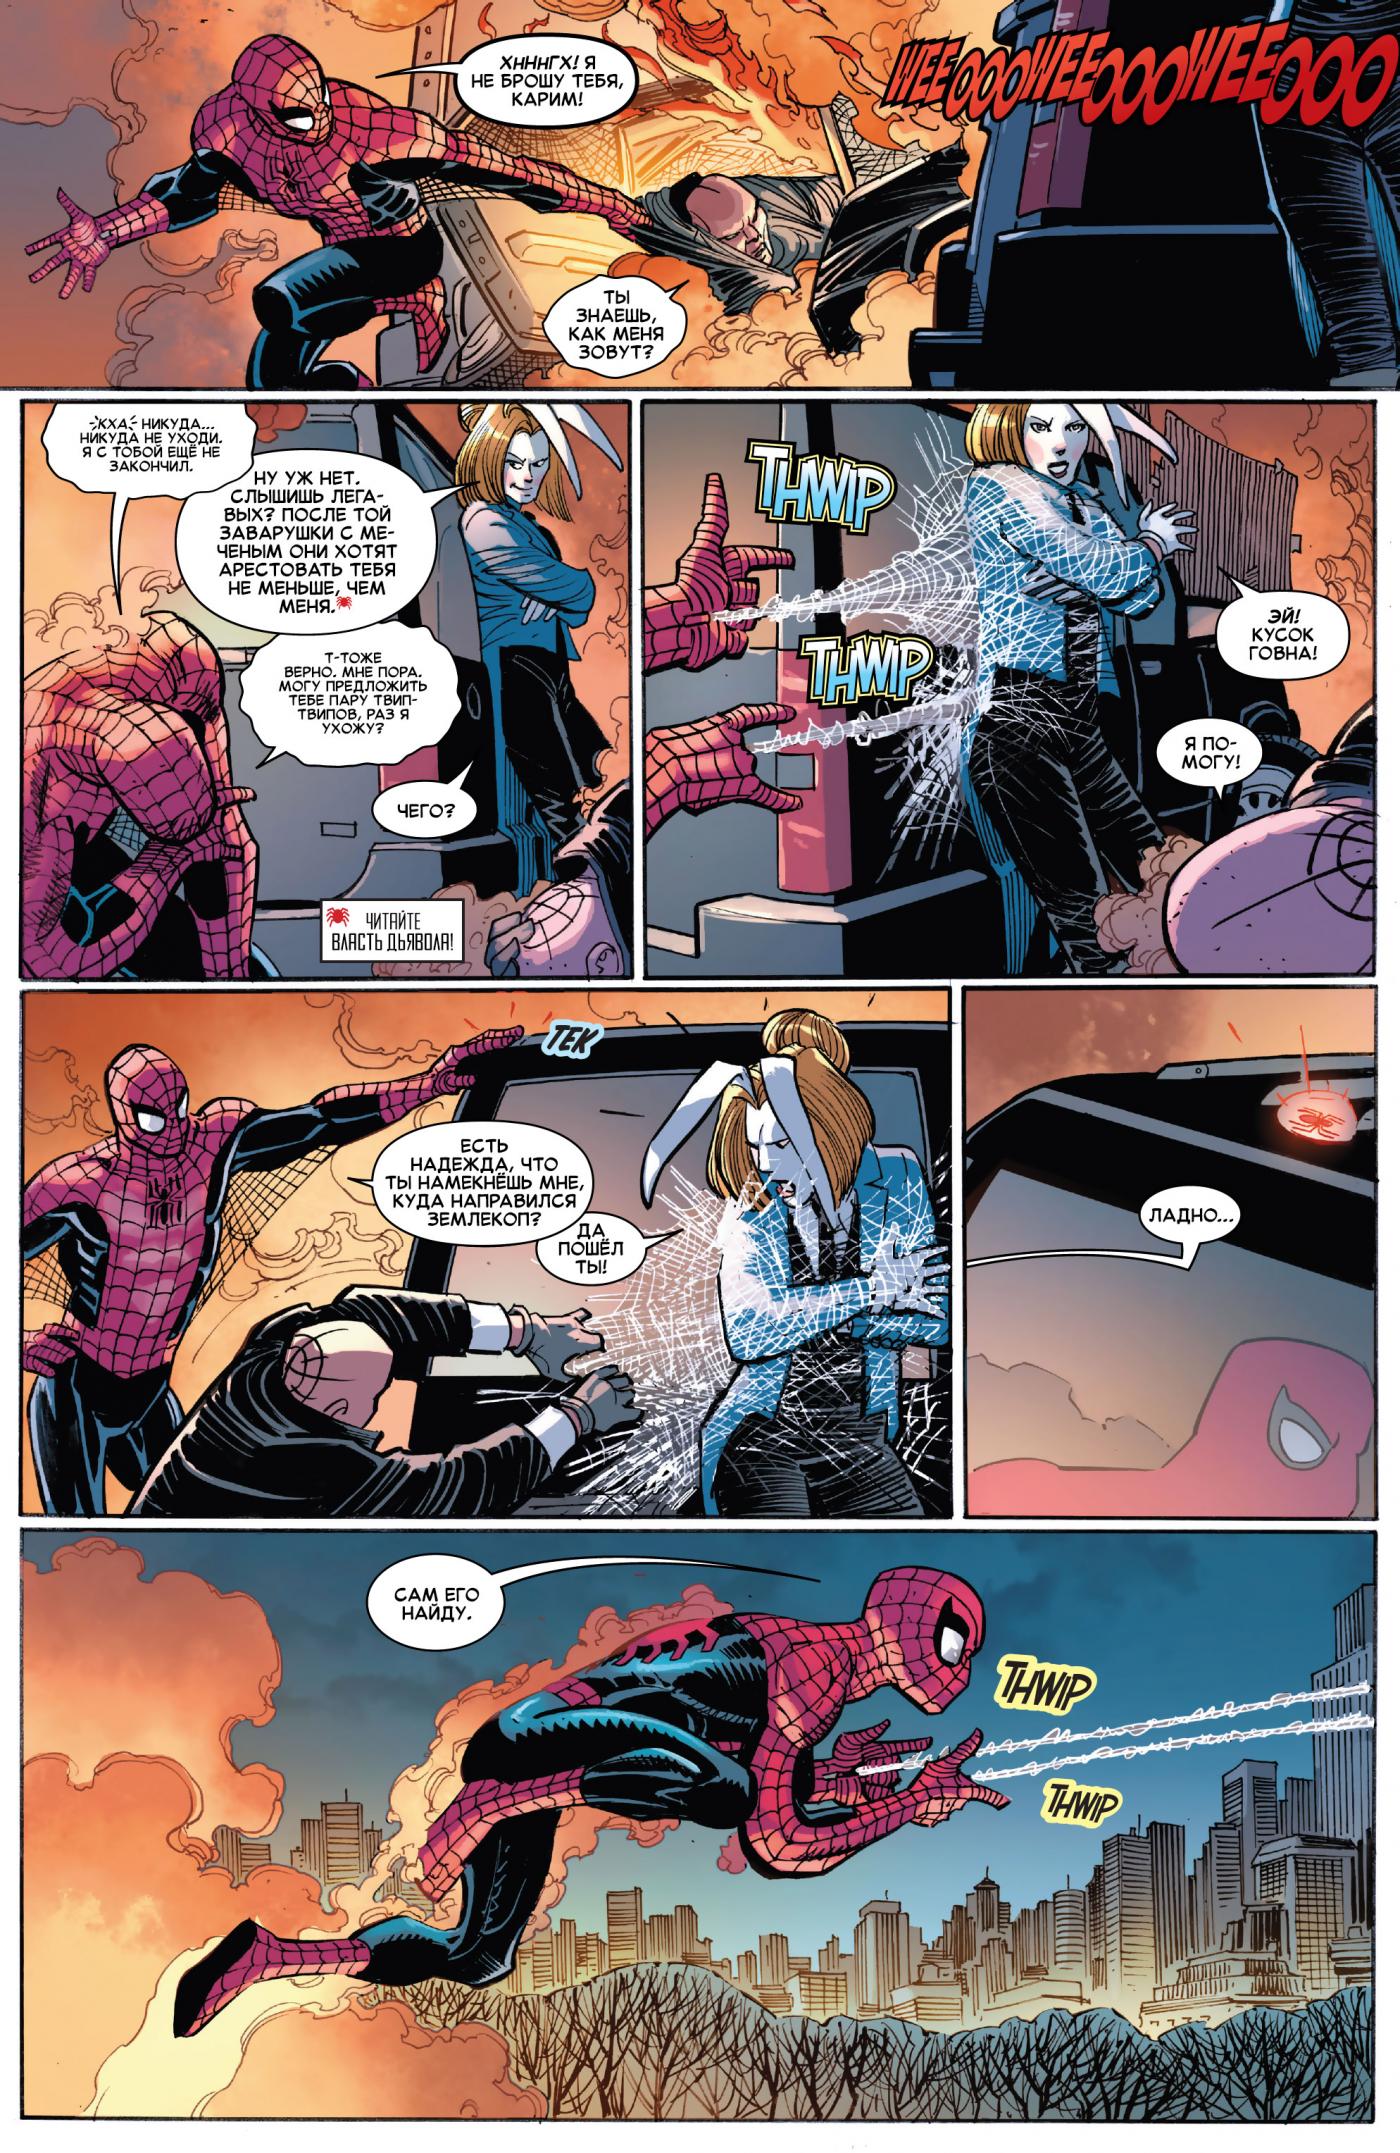 ХНННГХ! Я
НЕ БРОШУ ТЕБЯ,
КАРИМ!
WEEOOOWEEOOOWEEOOO
ТЫ
ЗНАЕШЬ,
КАК МЕНЯ
ЗОВУТ?
КХА НИКУДА...
НИКУДА НЕ УХОДИ.
Я С ТОБОЙ ЕЩЁ НЕ
ЗАКОНЧИЛ.
НУ УЖ НЕТ.
СЛЫШИШЬ ЛЕГА-
ВЫХ? ПОСЛЕ ТОЙ
ЗАВАРУШКИ С МЕ-
ЧЕНЫМ ОНИ ХОТЯТ
АРЕСТОВАТЬ ТЕБЯ
НЕ МЕНЬШЕ, ЧЕМ
МЕНЯ.
Т-ТОЖЕ
ВЕРНО. МНЕ ПОРА.
МОГУ ПРЕДЛОЖИТЬ
ТЕБЕ ПАРУ ТВИП-
ТВИПОВ, РАЗ Я
УХОЖУ?
ЧЕГО?
ЧИТАЙТЕ
ВЛАСТЬ ДЬЯВОЛА!
THWIP
THWIP
ЭЙ!
КУСОК
ГОВНА!
Я ПО-
МОГУ!
ТЕК
ЕСТЬ
НАДЕЖДА, ЧТО
ТЫ НАМЕКНЁШЬ МНЕ,
КУДА НАПРАВИЛСЯ
ЗЕМЛЕКОП?
ДА
ПОШЁЛ
ТЫ!
ЛАДНО...
САМ ЕГО
НАЙДУ.
THWIP
THWIP